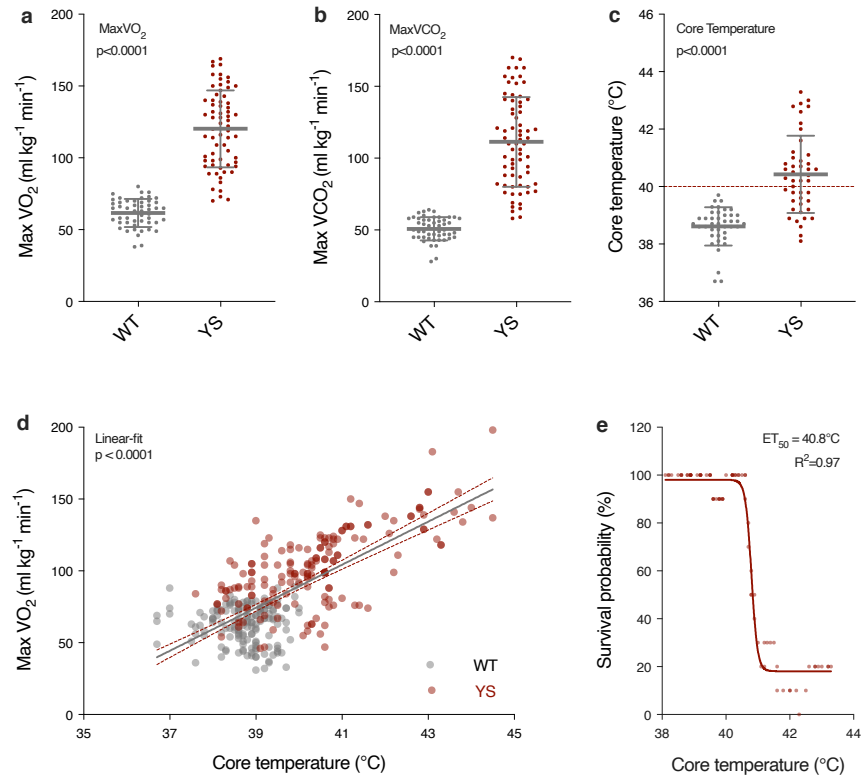 a
MaxVO₂
p<0.0001
Max VO₂ (ml kg⁻¹ min⁻¹)
200
150
100
50
0
WT
YS
b
MaxVCO₂
p<0.0001
Max VCO₂ (ml kg⁻¹ min⁻¹)
200
150
100
50
0
WT
YS
c
Core Temperature
p<0.0001
Core temperature (°C)
46
44
42
40
38
36
WT
YS
d
Linear-fit
p < 0.0001
Max VO₂ (ml kg⁻¹ min⁻¹)
200
150
100
50
0
WT
YS
35
37
39
41
43
45
Core temperature (°C)
e
ET₅₀ = 40.8°C
R²=0.97
Survival probability (%)
120
100
80
60
40
20
0
38
40
42
44
Core temperature (°C)